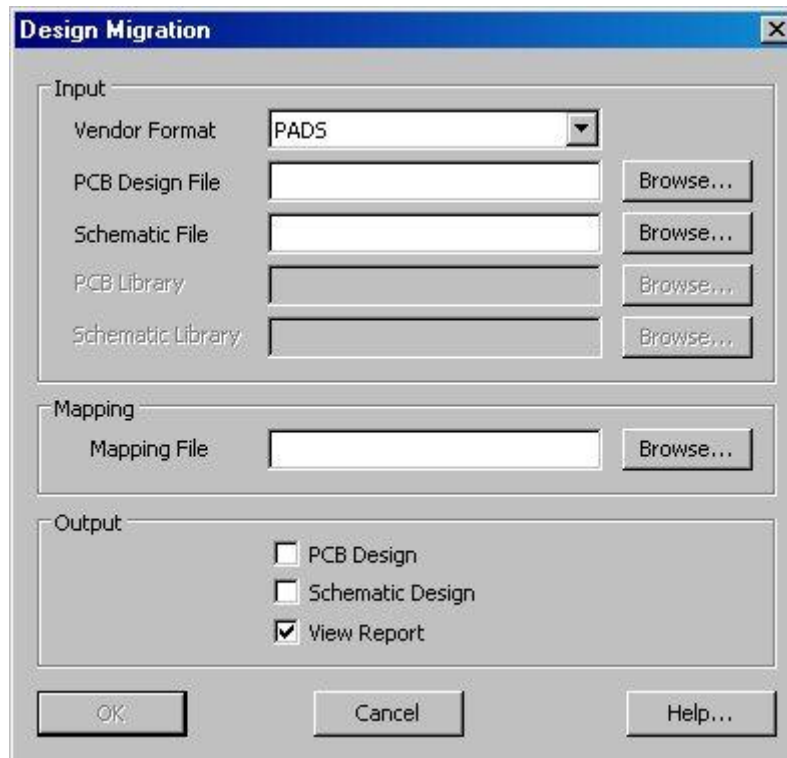 Design Migration
Input
Vendor Format PADS
PCB Design File Browse...
Schematic File Browse...
PCB Library Browse...
Schematic Library Browse...
Mapping
Mapping File Browse...
Output
PCB Design
Schematic Design
View Report
OK Cancel Help...